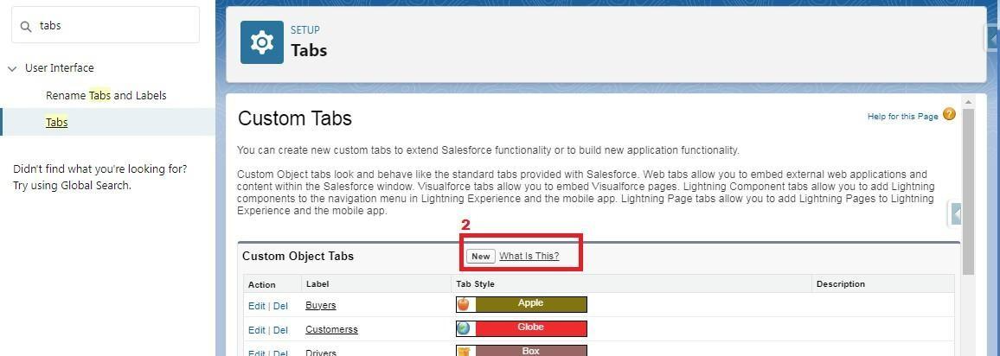 tabs
User Interface
Rename Tabs and Labels
Tabs
Didn't find what you're looking for?
Try using Global Search.
SETUP
Tabs
Custom Tabs
Help for this Page ?
You can create new custom tabs to extend Salesforce functionality or to build new application functionality.
Custom Object tabs look and behave like the standard tabs provided with Salesforce. Web tabs allow you to embed external web applications and
content within the Salesforce window. Visualforce tabs allow you to embed Visualforce pages. Lightning Component tabs allow you to add Lightning
components to the navigation menu in Lightning Experience and the mobile app. Lightning Page tabs allow you to add Lightning Pages to Lightning
Experience and the mobile app.
2
Custom Object Tabs New What Is This?
Action Label Tab Style Description
Edit | Del Buyers Apple
Edit | Del Customerss Globe
Edit | Del Drivers Box